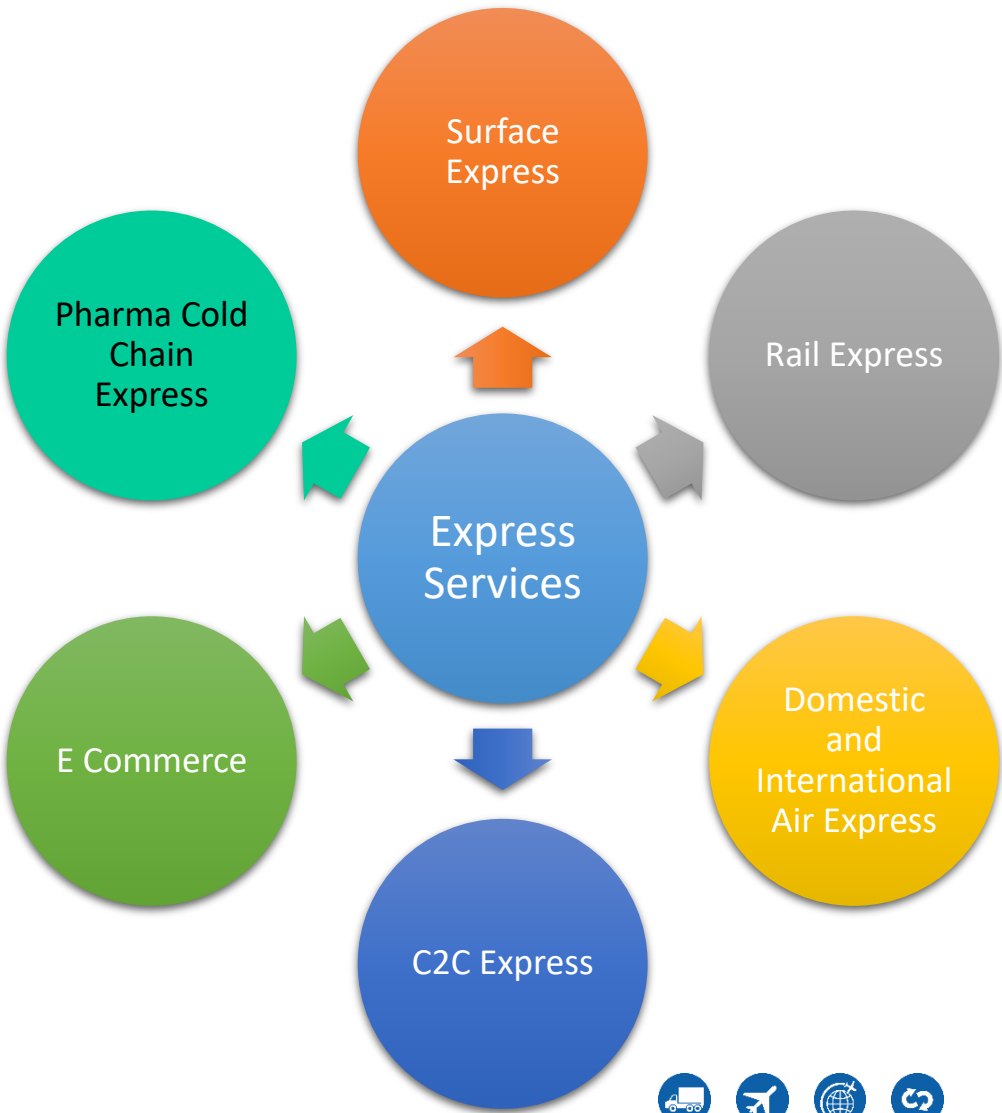 Surface
Express
Pharma Cold
Chain
Express
Rail Express
Express
Services
E Commerce
Domestic
and
International
Air Express
C2C Express